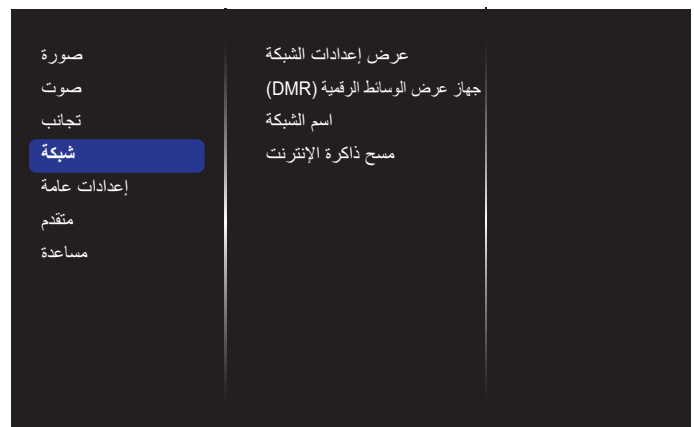 صورة
صوت
تجانب
شبكة
إعدادات عامة
متقدم
مساعدة
عرض إعدادات الشبكة
جهاز عرض الوسائط الرقمية (DMR)
اسم الشبكة
مسح ذاكرة الإنترنت